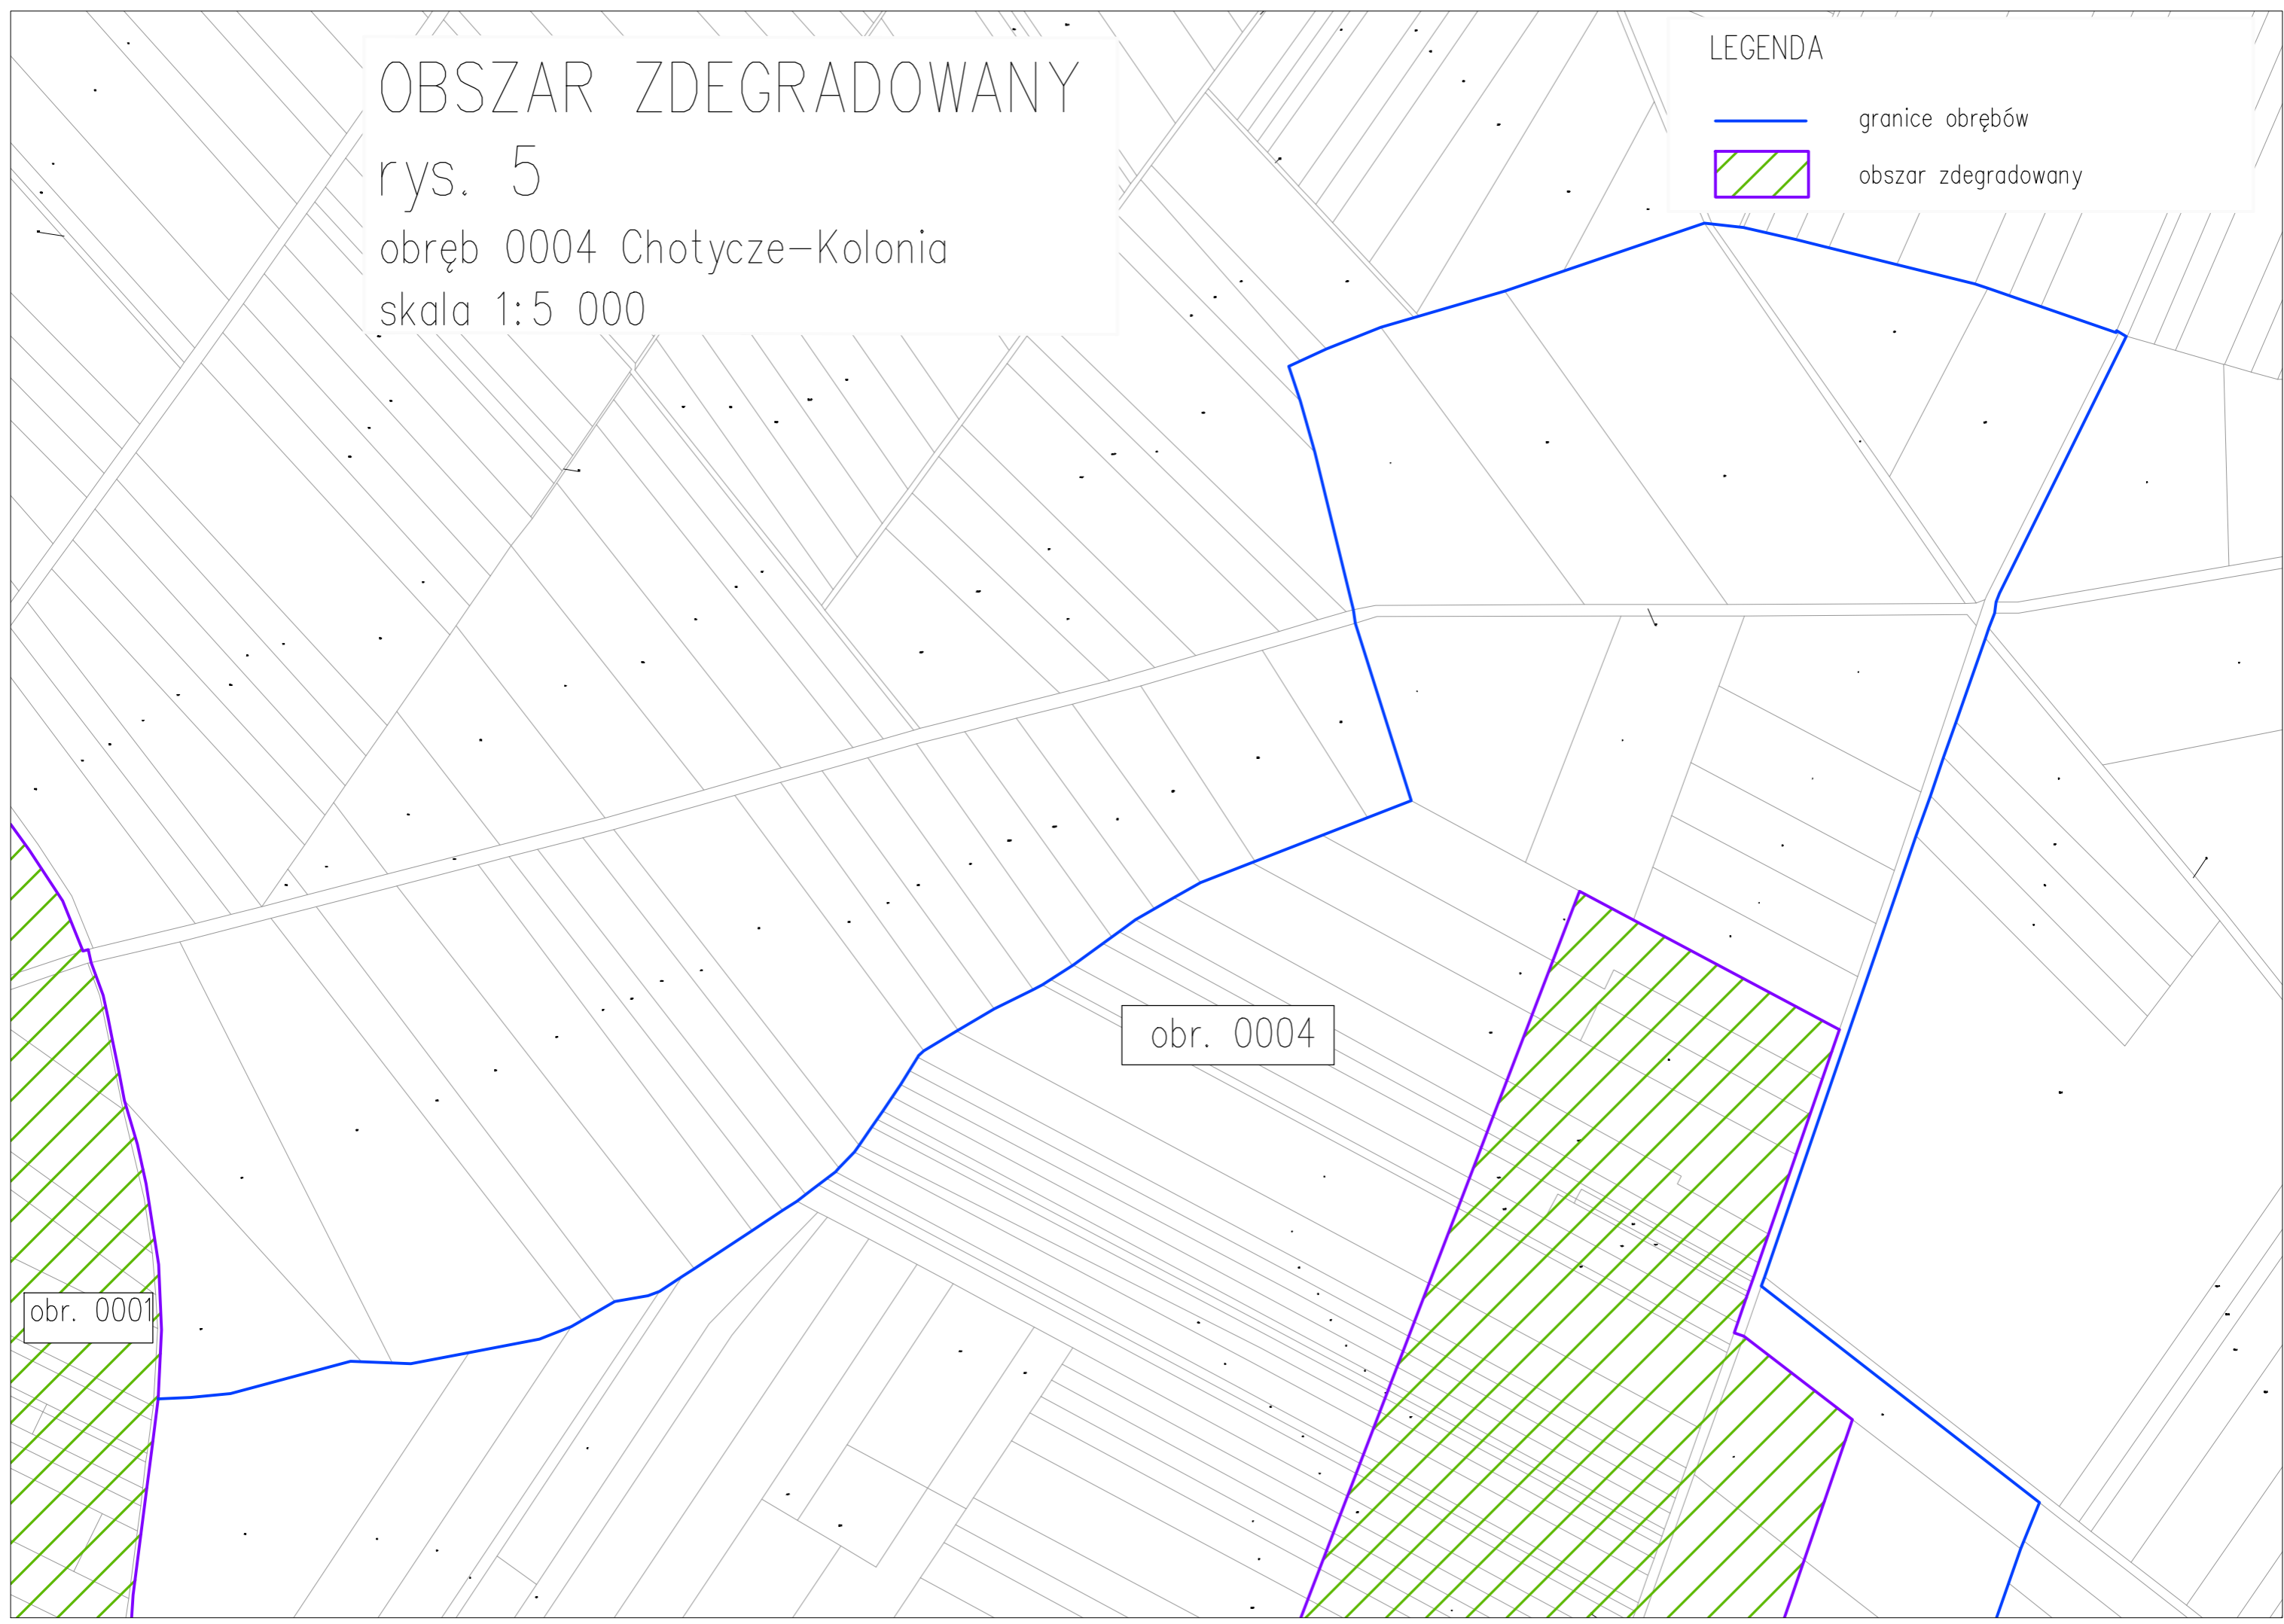 OBSZAR ZDEGRADOWANY
rys. 5
obręb 0004 Chotycze-Kolonia
skala 1:5 000
LEGENDA
granice obrębów
obszar zdegradowany
obr. 0004
obr. 0001